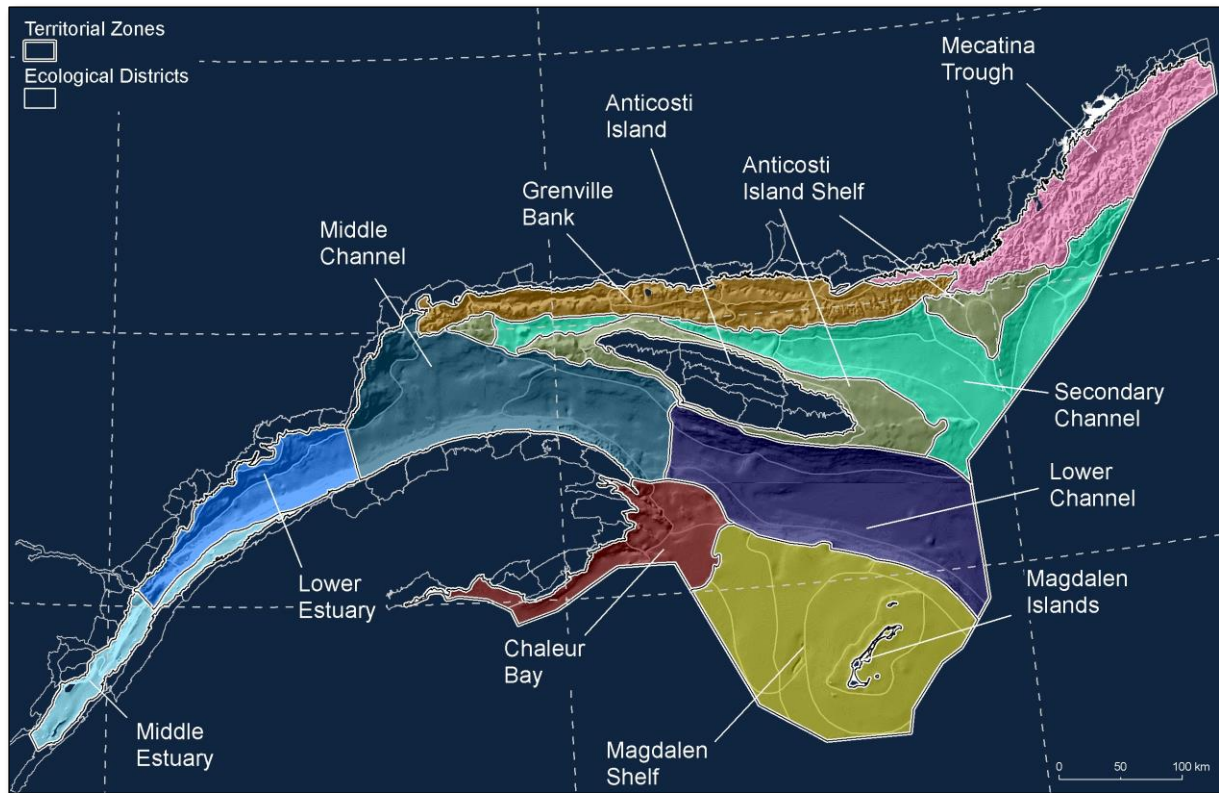 Territorial Zones
Ecological Districts
Mecatina
Trough
Anticosti
Island
Anticosti
Island Shelf
Grenville
Bank
Middle
Channel
Secondary
Channel
Lower
Channel
Magdalen
Islands
Lower
Estuary
Chaleur
Bay
Middle
Estuary
Magdalen
Shelf
0 50 100 km